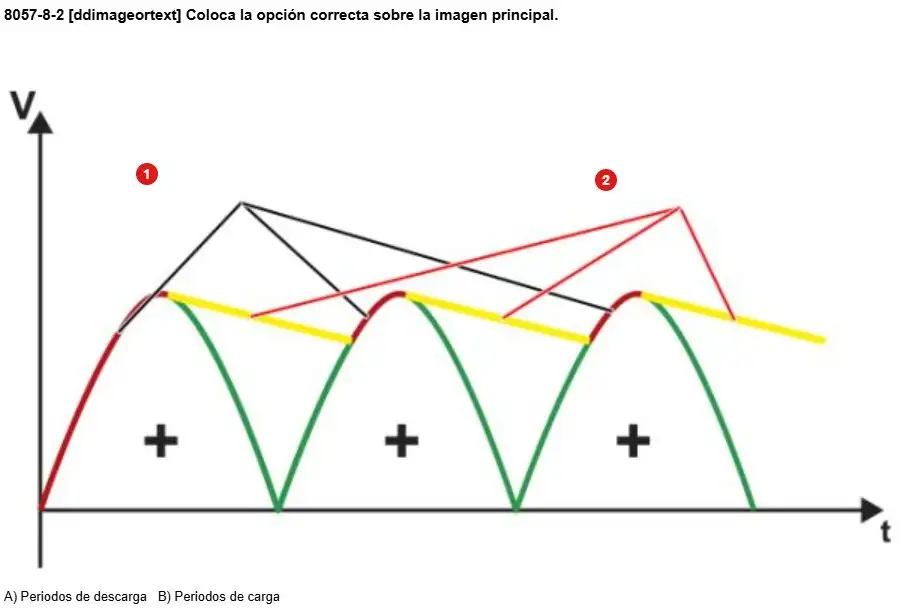 8057-8-2 [ddimageortext] Coloca la opción correcta sobre la imagen principal.
V
1
2
+ + +
t
A) Periodos de descarga B) Periodos de carga